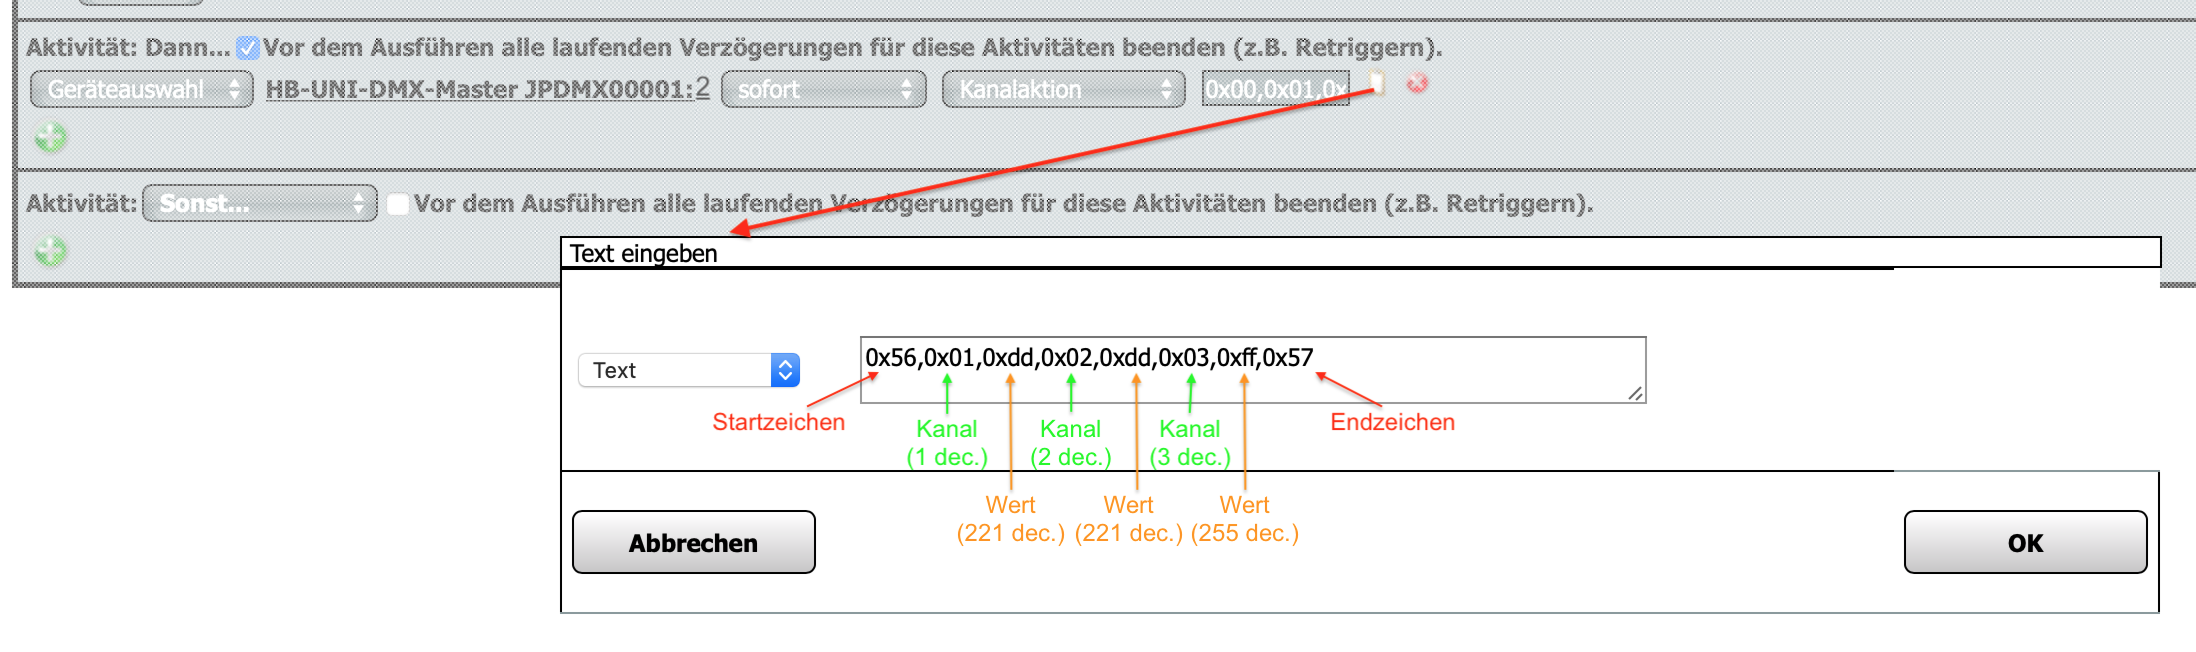 Aktivität: Dann... Vor dem Ausführen alle laufenden Verzögerungen für diese Aktivitäten beenden (z.B. Retriggern).
Geräteauswahl HB-UNI-DMX-Master JPDMX00001:2 sofort Kanalaktion 0x00,0x01,0x
Aktivität: Sonst... Vor dem Ausführen alle laufenden Verzögerungen für diese Aktivitäten beenden (z.B. Retriggern).
Text eingeben
Text 0x56,0x01,0xdd,0x02,0xdd,0x03,0xff,0x57
Startzeichen Kanal Kanal Kanal Endzeichen
(1 dec.) (2 dec.) (3 dec.)
Wert Wert Wert
(221 dec.) (221 dec.) (255 dec.)
Abbrechen OK